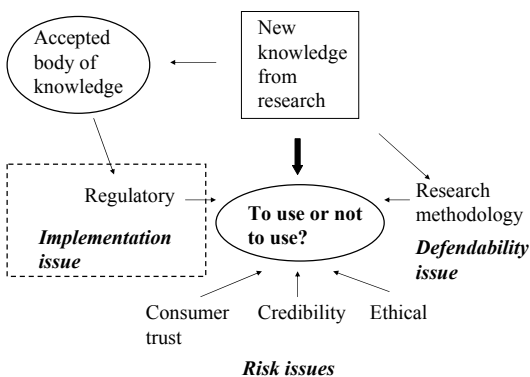 Accepted
body of
knowledge
New
knowledge
from
research
Regulatory
Implementation
issue
To use or not
to use?
Research
methodology
Defendability
issue
Consumer
trust
Credibility
Ethical
Risk issues